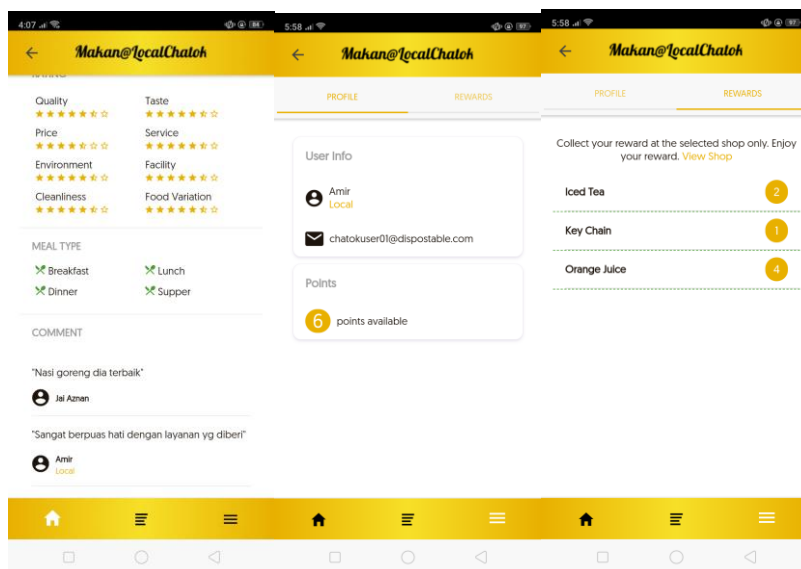 4:07
84
Makan@LocalChatok
Quality
Taste
Price
Service
Environment
Facility
Cleanliness
Food Variation
MEAL TYPE
Breakfast
Lunch
Dinner
Supper
COMMENT
"Nasi goreng dia terbaik"
Jai Aznan
"Sangat berpuas hati dengan layanan yg diberi"
Amir
Local
5:58
97
Makan@LocalChatok
PROFILE
REWARDS
User Info
Amir
Local
chatokuser01@dispostable.com
Points
6 points available
5:58
97
Makan@LocalChatok
PROFILE
REWARDS
Collect your reward at the selected shop only. Enjoy
your reward. View Shop
Iced Tea 2
Key Chain 1
Orange Juice 4